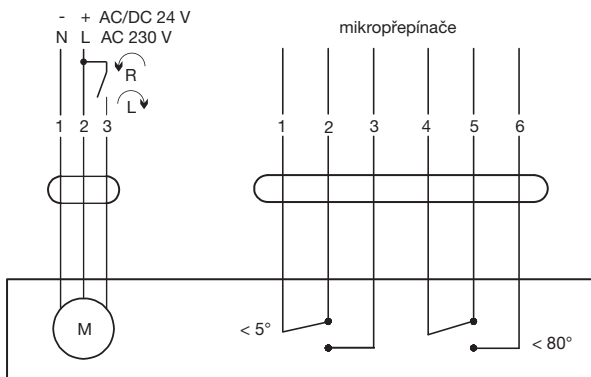 - + AC/DC 24 V
N L AC 230 V
mikropřepínače
R
L
1 2 3
1 2 3 4 5 6
M
< 5°
< 80°